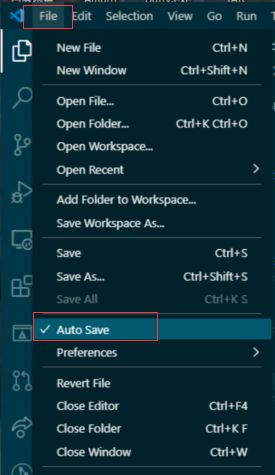 File Edit Selection View Go Run
New File Ctrl+N
New Window Ctrl+Shift+N
Open File... Ctrl+O
Open Folder... Ctrl+K Ctrl+O
Open Workspace...
Open Recent
Add Folder to Workspace...
Save Workspace As...
Save Ctrl+S
Save As... Ctrl+Shift+S
Save All Ctrl+K S
Auto Save
Preferences
Revert File
Close Editor Ctrl+F4
Close Folder Ctrl+K F
Close Window Ctrl+W